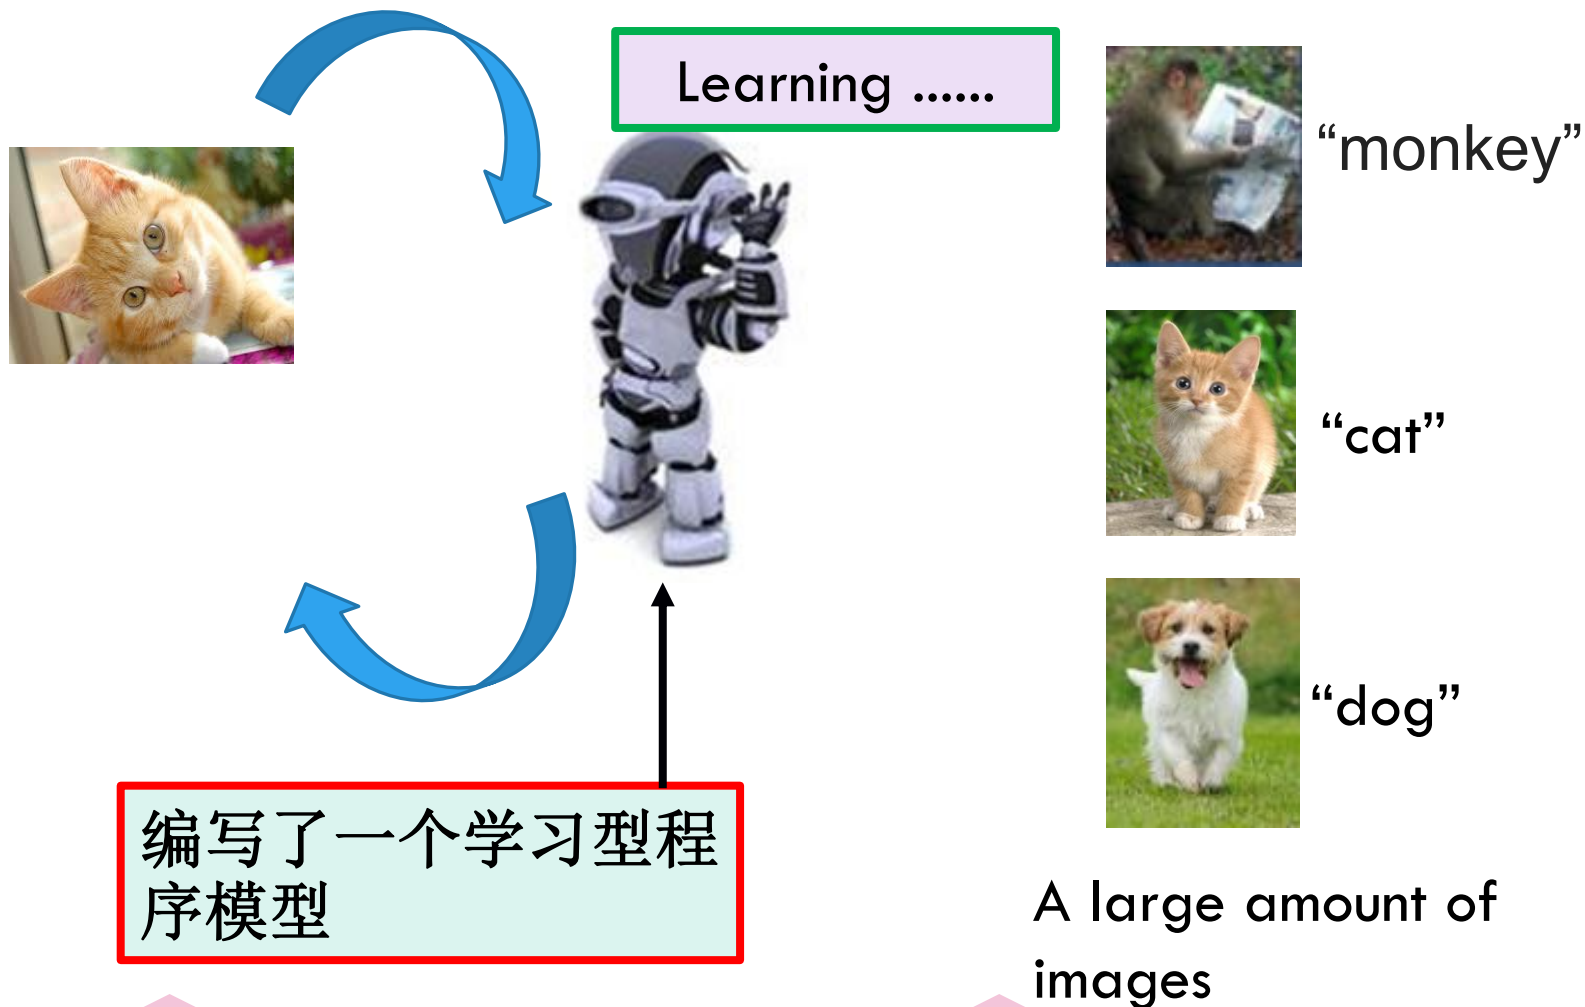 Learning ......
“monkey”
“cat”
“dog”
编写了一个学习型程
序模型
A large amount of
images